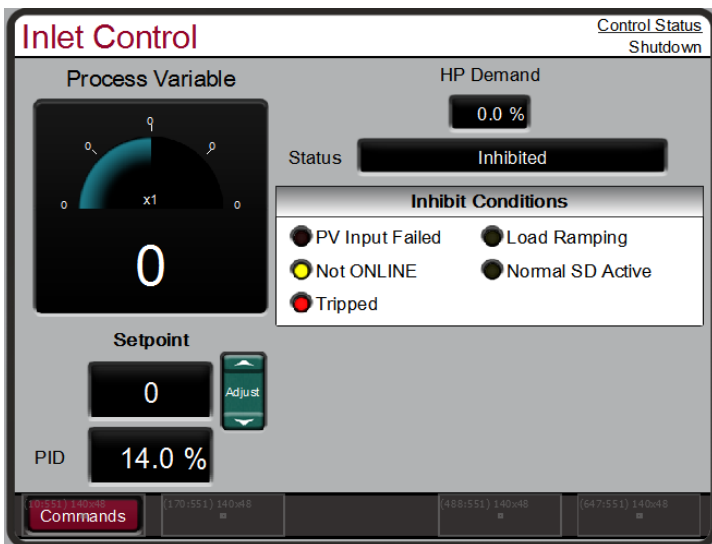 Inlet Control
Control Status
Shutdown
Process Variable
0
0
0
0
0
x1
0
HP Demand
0.0 %
Status
Inhibited
Inhibit Conditions
PV Input Failed
Load Ramping
Not ONLINE
Normal SD Active
Tripped
Setpoint
0
Adjust
PID
14.0 %
(10:551) 140x48
(170:551) 140x48
(488:551) 140x48
(647:551) 140x48
Commands